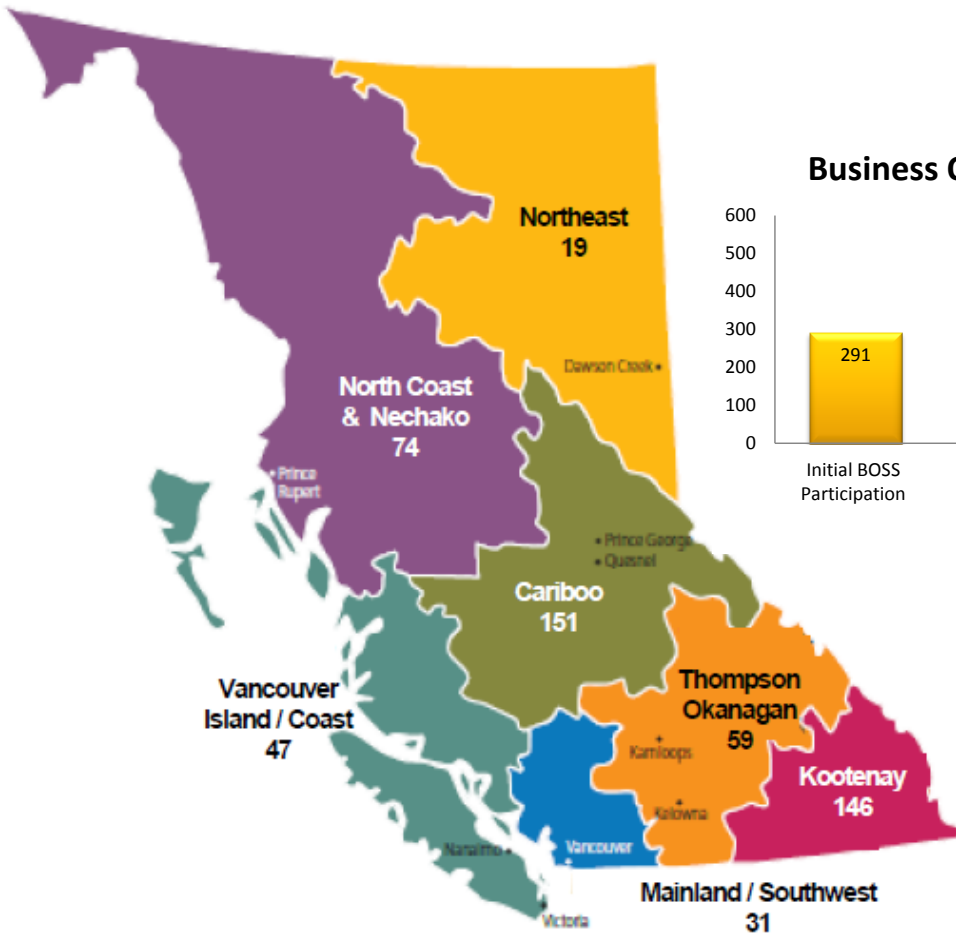 Business
600
500
400
300
200
100
0
291
Initial BOSS
Participation
Northeast
19
Dawson Creek
North Coast
& Nechako
74
Prince
Rupert
Prince George
Quesnel
Cariboo
151
Vancouver
Island / Coast
47
Thompson
Okanagan
59
Kamloops
Kootenay
146
Kelowna
Nanaimo
Vancouver
Mainland / Southwest
31
Victoria